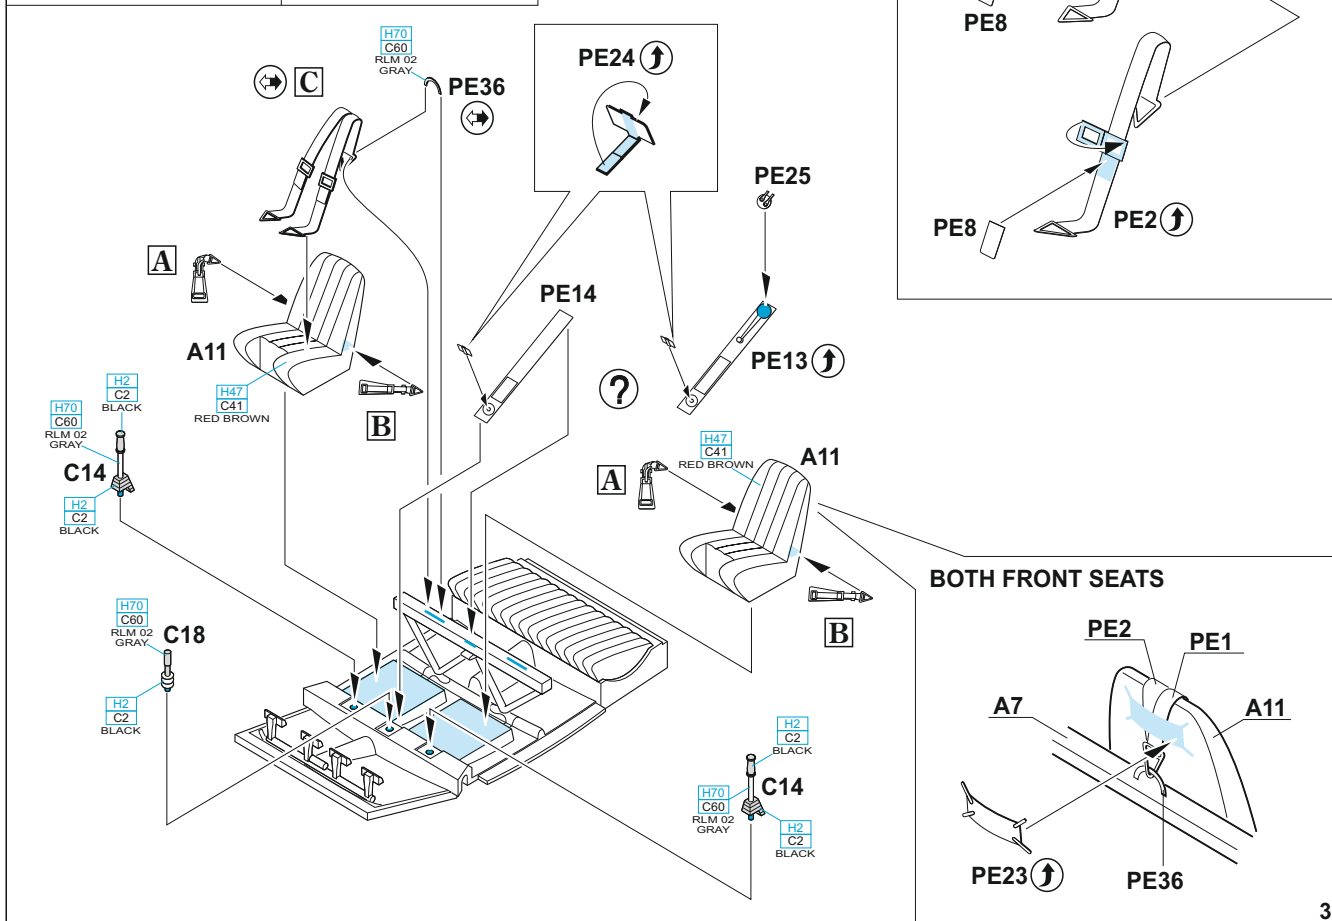 PE8
PE8
PE2
H70
C60
RLM 02
GRAY
C
PE36
PE24
PE25
A
PE14
PE13
A11
H47
C41
RED BROWN
B
?
H2
C2
BLACK
H70
C60
RLM 02
GRAY
C14
H2
C2
BLACK
H47
C41
RED BROWN
A11
A
B
H70
C60
RLM 02
GRAY
C18
H2
C2
BLACK
H2
C2
BLACK
C14
H70
C60
RLM 02
GRAY
H2
C2
BLACK
BOTH FRONT SEATS
PE2
PE1
A7
A11
PE23
PE36
3